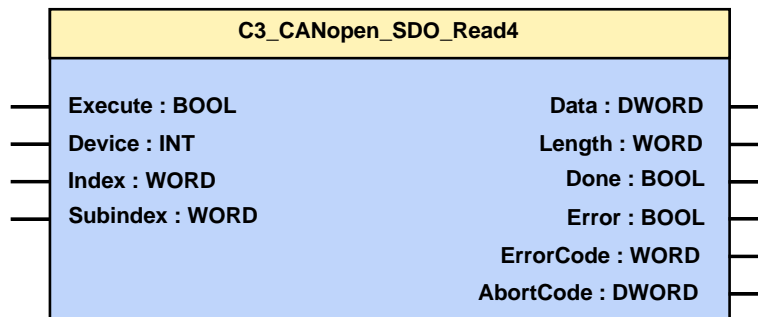 C3_CANopen_SDO_Read4
Execute : BOOL Data : DWORD
Device : INT Length : WORD
Index : WORD Done : BOOL
Subindex : WORD Error : BOOL
ErrorCode : WORD
AbortCode : DWORD